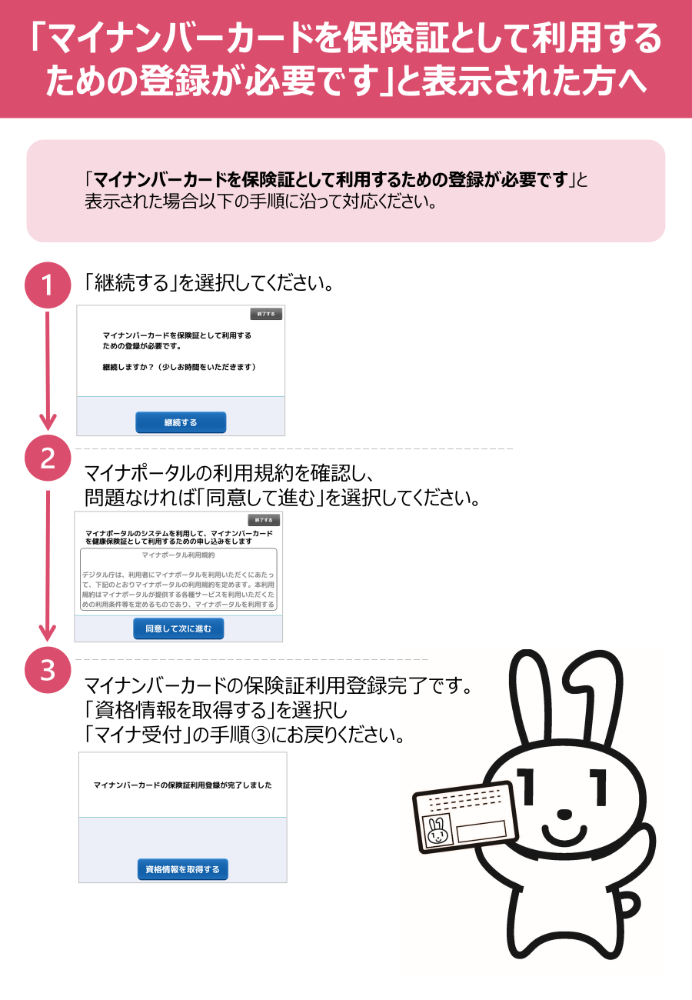 「マイナンバーカードを保険証として利用する
ための登録が必要です」と表示された方へ
「マイナンバーカードを保険証として利用するための登録が必要です」と
表示された場合以下の手順に沿って対応ください。
1
「継続する」を選択してください。
終了する
マイナンバーカードを保険証として利用する
ための登録が必要です。
継続しますか？（少しお時間をいただきます）
継続する
2
マイナポータルの利用規約を確認し、
問題なければ「同意して進む」を選択してください。
終了する
マイナポータルのシステムを利用して、マイナンバーカード
を健康保険証として利用するための申し込みをします
マイナポータル利用規約
デジタル庁は、利用者にマイナポータルを利用いただくにあたっ
て、下記のとおりマイナポータルの利用規約を定めます。本利用
規約はマイナポータルが提供する各種サービスを利用いただくた
めの利用条件等を定めるものであり、マイナポータルを利用する
同意して次に進む
3
マイナンバーカードの保険証利用登録完了です。
「資格情報を取得する」を選択し
「マイナ受付」の手順③にお戻りください。
マイナンバーカードの保険証利用登録が完了しました
資格情報を取得する